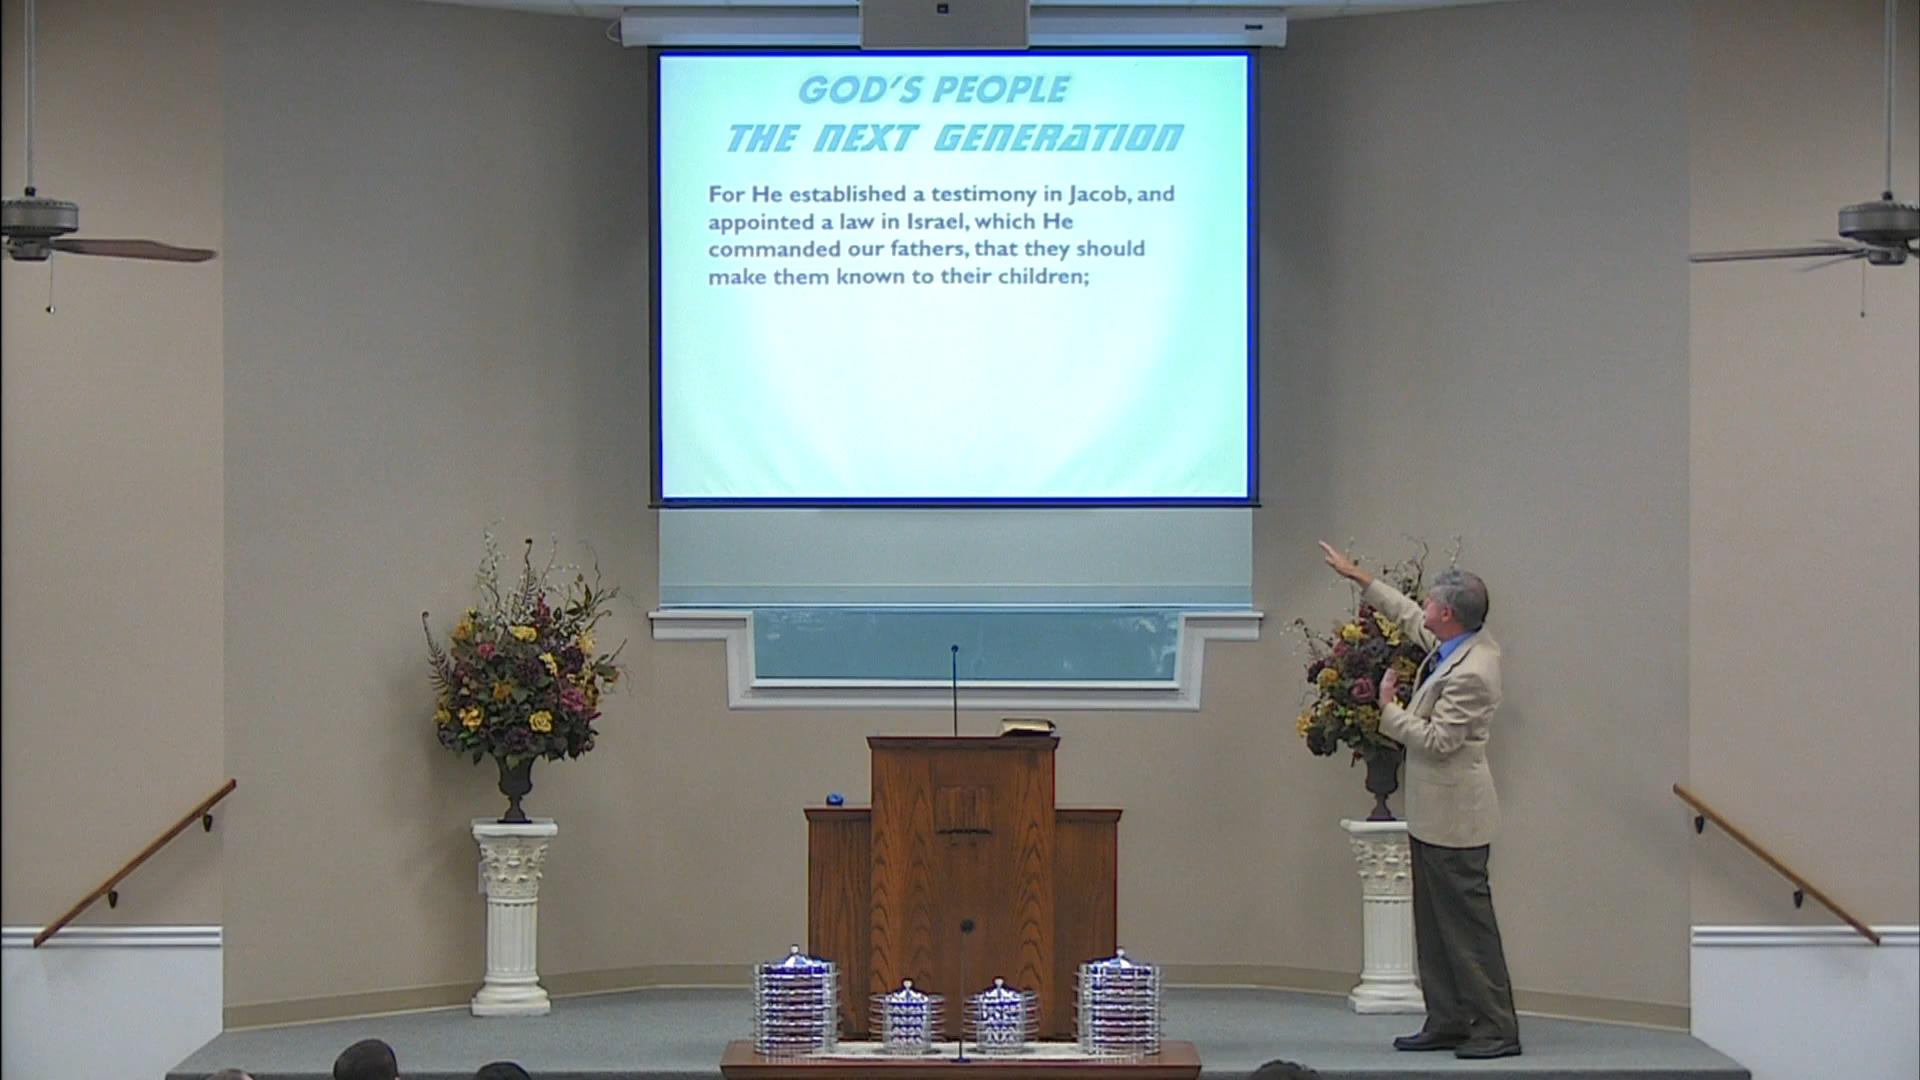 GOD'S PEOPLE
THE NEXT GENERATION
For He established a testimony in Jacob, and
appointed a law in Israel, which He
commanded our fathers, that they should
make them known to their children;